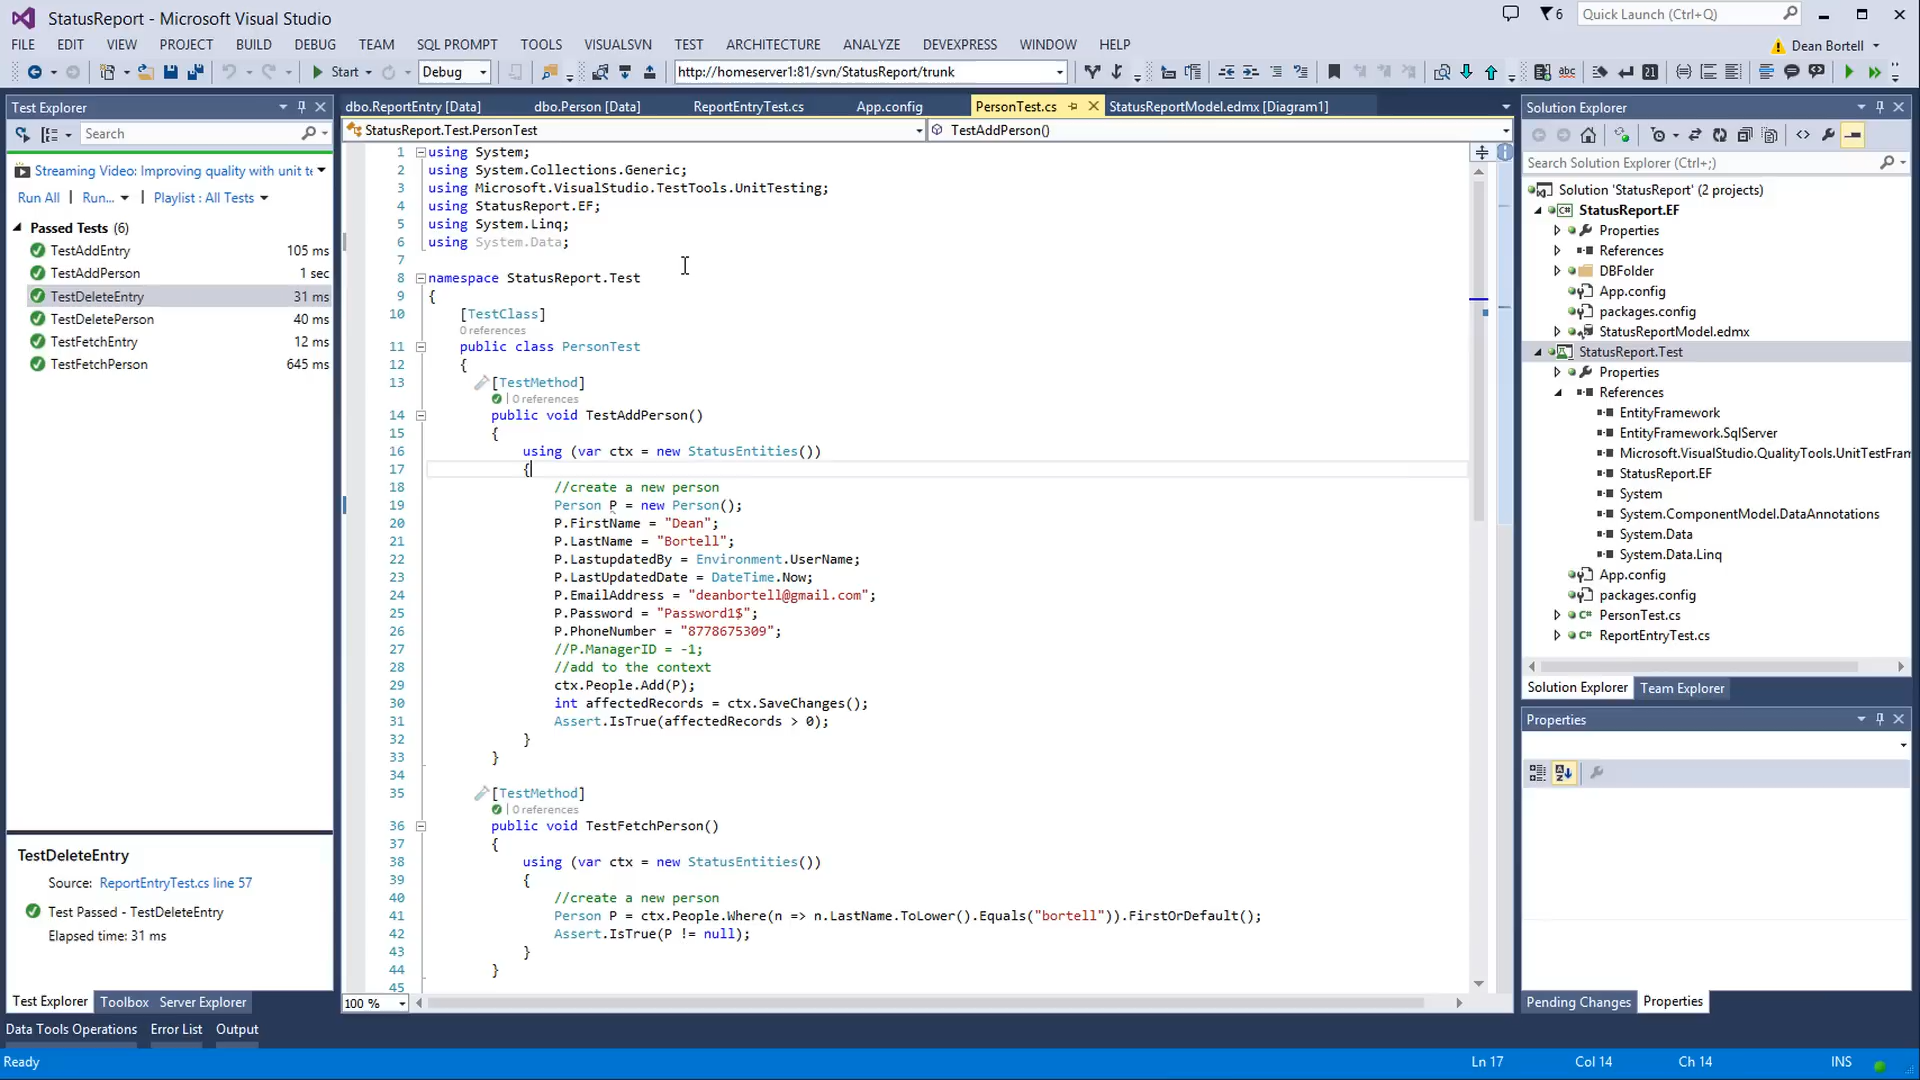 StatusReport - Microsoft Visual Studio
6
Quick Launch (Ctrl+Q)
FILE EDIT VIEW PROJECT BUILD DEBUG TEAM SQL PROMPT TOOLS VISUALSVN TEST ARCHITECTURE ANALYZE DEVEXPRESS WINDOW HELP
Dean Bortell
Start
Debug
http://homeserver1:81/svn/StatusReport/trunk
Test Explorer
Search
Streaming Video: Improving quality with unit te
Run All | Run... Playlist : All Tests
Passed Tests (6)
TestAddEntry 105 ms
TestAddPerson 1 sec
TestDeleteEntry 31 ms
TestDeletePerson 40 ms
TestFetchEntry 12 ms
TestFetchPerson 645 ms
TestDeleteEntry
Source: ReportEntryTest.cs line 57
Test Passed - TestDeleteEntry
Elapsed time: 31 ms
Test Explorer Toolbox Server Explorer
dbo.ReportEntry [Data] dbo.Person [Data] ReportEntryTest.cs App.config PersonTest.cs StatusReportModel.edmx [Diagram1]
StatusReport.Test.PersonTest TestAddPerson()
1 using System;
2 using System.Collections.Generic;
3 using Microsoft.VisualStudio.TestTools.UnitTesting;
4 using StatusReport.EF;
5 using System.Linq;
6 using System.Data;
7
8 namespace StatusReport.Test
9 {
10 [TestClass]
0 references
11 public class PersonTest
12 {
13 [TestMethod]
| 0 references
14 public void TestAddPerson()
15 {
16 using (var ctx = new StatusEntities())
17 {
18 //create a new person
19 Person P = new Person();
20 P.FirstName = "Dean";
21 P.LastName = "Bortell";
22 P.LastupdatedBy = Environment.UserName;
23 P.LastUpdatedDate = DateTime.Now;
24 P.EmailAddress = "deanbortell@gmail.com";
25 P.Password = "Password1$";
26 P.PhoneNumber = "8778675309";
27 //P.ManagerID = -1;
28 //add to the context
29 ctx.People.Add(P);
30 int affectedRecords = ctx.SaveChanges();
31 Assert.IsTrue(affectedRecords > 0);
32 }
33 }
34
35 [TestMethod]
| 0 references
36 public void TestFetchPerson()
37 {
38 using (var ctx = new StatusEntities())
39 {
40 //create a new person
41 Person P = ctx.People.Where(n => n.LastName.ToLower().Equals("bortell")).FirstOrDefault();
42 Assert.IsTrue(P != null);
43 }
44 }
45
100 %
Solution Explorer
Search Solution Explorer (Ctrl+;)
Solution 'StatusReport' (2 projects)
StatusReport.EF
Properties
References
DBFolder
App.config
packages.config
StatusReportModel.edmx
StatusReport.Test
Properties
References
EntityFramework
EntityFramework.SqlServer
Microsoft.VisualStudio.QualityTools.UnitTestFram
StatusReport.EF
System
System.ComponentModel.DataAnnotations
System.Data
System.Data.Linq
App.config
packages.config
PersonTest.cs
ReportEntryTest.cs
Solution Explorer Team Explorer
Properties
Pending Changes Properties
Data Tools Operations Error List Output
Ready Ln 17 Col 14 Ch 14 INS